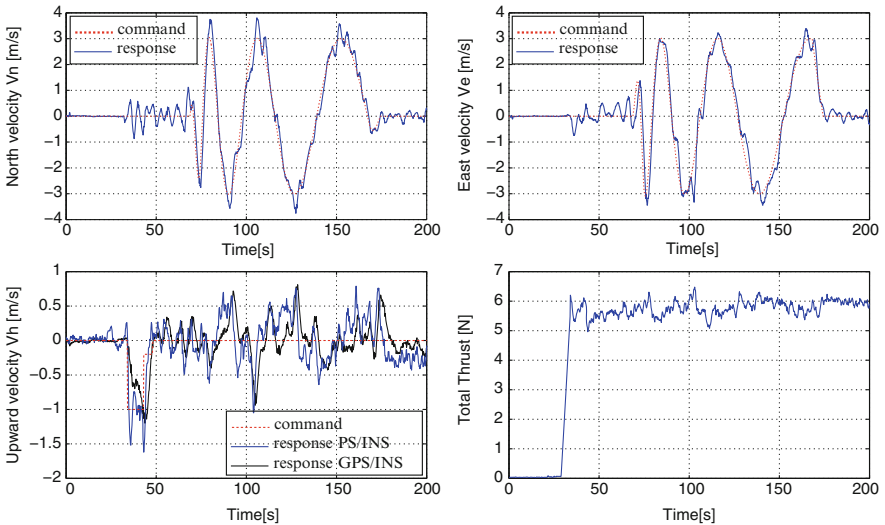 North velocity Vn [m/s]
4
3
2
1
0
−1
−2
−3
−4
command
response
0 50 100 150 200
Time[s]
East velocity Ve [m/s]
4
3
2
1
0
−1
−2
−3
−4
command
response
0 50 100 150 200
Time[s]
Upward velocity Vh [m/s]
1
0.5
0
−0.5
−1
−1.5
−2
command
response PS/INS
response GPS/INS
0 50 100 150 200
Time[s]
Total Thrust [N]
7
6
5
4
3
2
1
0
0 50 100 150 200
Time[s]